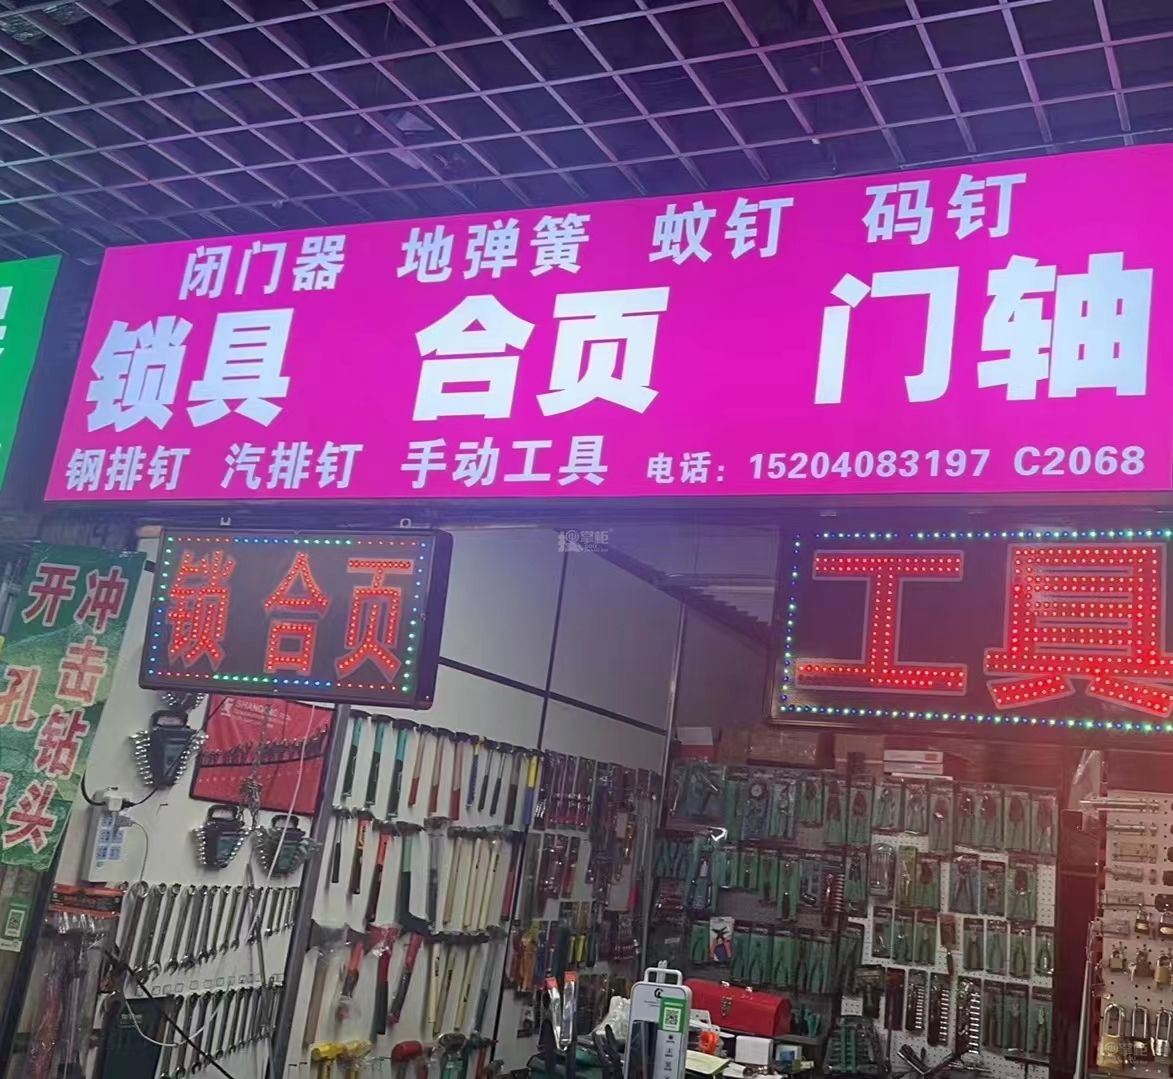 闭门器 地弹簧 蚊钉 码钉
锁具 合页 门轴
钢排钉 汽排钉 手动工具 电话：15204083197 C2068
锁 合页
工具
冲击钻头
开孔
掌柜